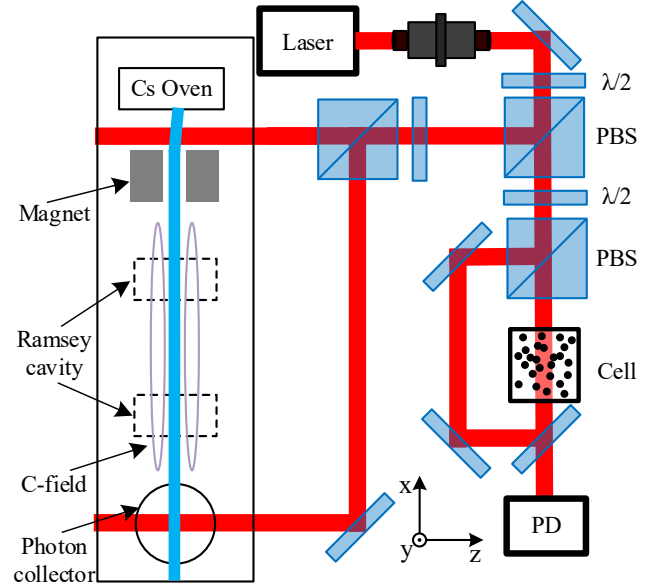 Laser
Cs Oven
λ/2
PBS
Magnet
λ/2
PBS
Ramsey
cavity
Cell
C-field
x
y
z
PD
Photon
collector